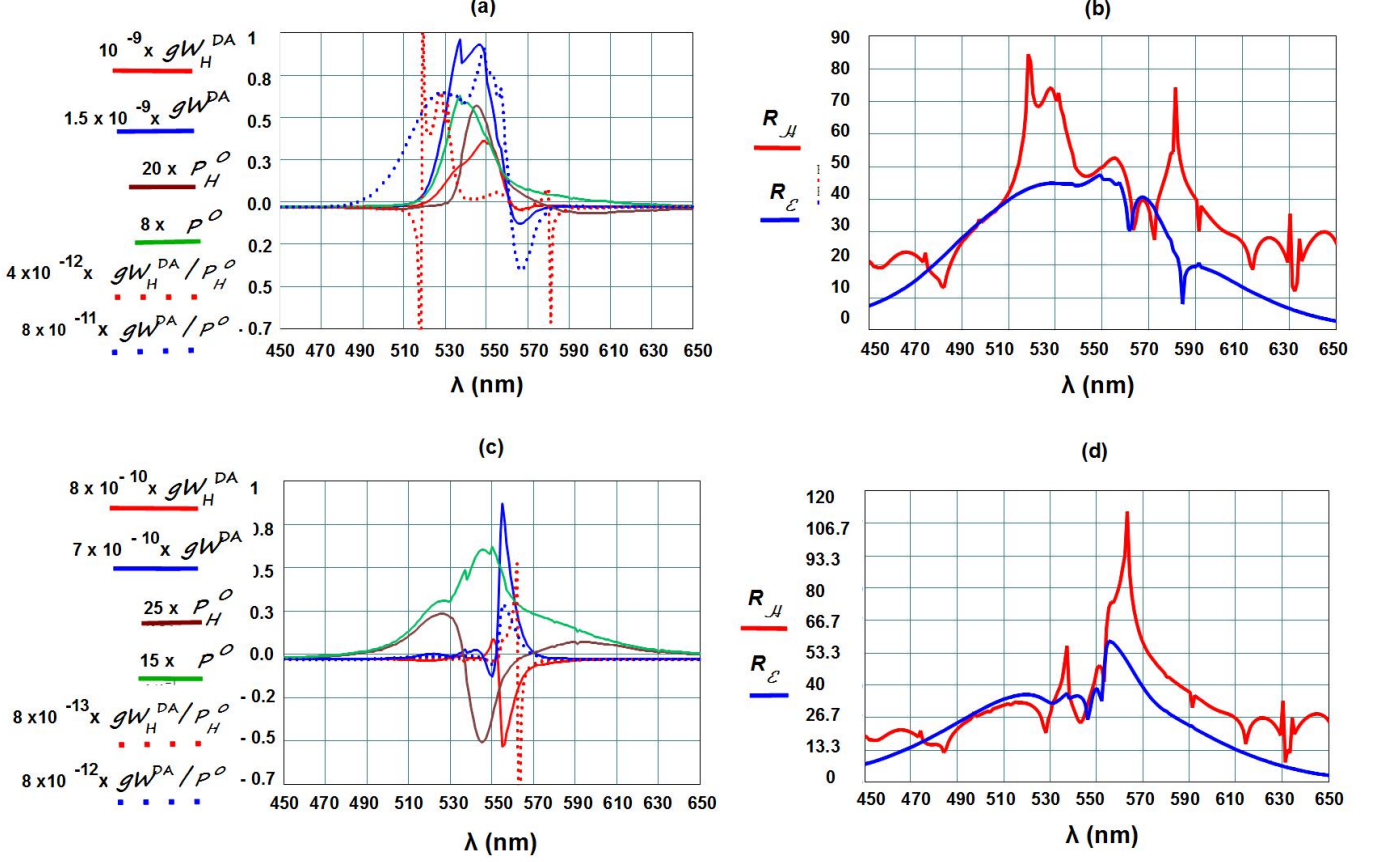 (a)
10 -9 x gW H DA
1.5 x 10 -9 x gW DA
20 x P H O
8 x P O
4 x 10 -12 x gW H DA / P H O
8 x 10 -11 x gW DA / P O
1
0.8
0.5
0.3
0.0
0.2
0.5
- 0.7
450 470 490 510 530 550 570 590 610 630 650
λ (nm)
(b)
R H
R ε
90
80
70
60
50
40
30
20
10
0
450 470 490 510 530 550 570 590 610 630 650
λ (nm)
(c)
8 x 10 - 10 x gW H DA
7 x 10 - 10 x gW DA
25 x P H O
15 x P O
8 x 10 -13 x gW H DA / P H O
8 x 10 -12 x gW DA / P O
1
).8
).5
0.3
0.0
- 0.2
- 0.5
- 0.7
450 470 490 510 530 550 570 590 610 630 650
λ (nm)
(d)
R H
R ε
120
106.7
93.3
80
66.7
53.3
40
26.7
13.3
0
450 470 490 510 530 550 570 590 610 630 650
λ (nm)